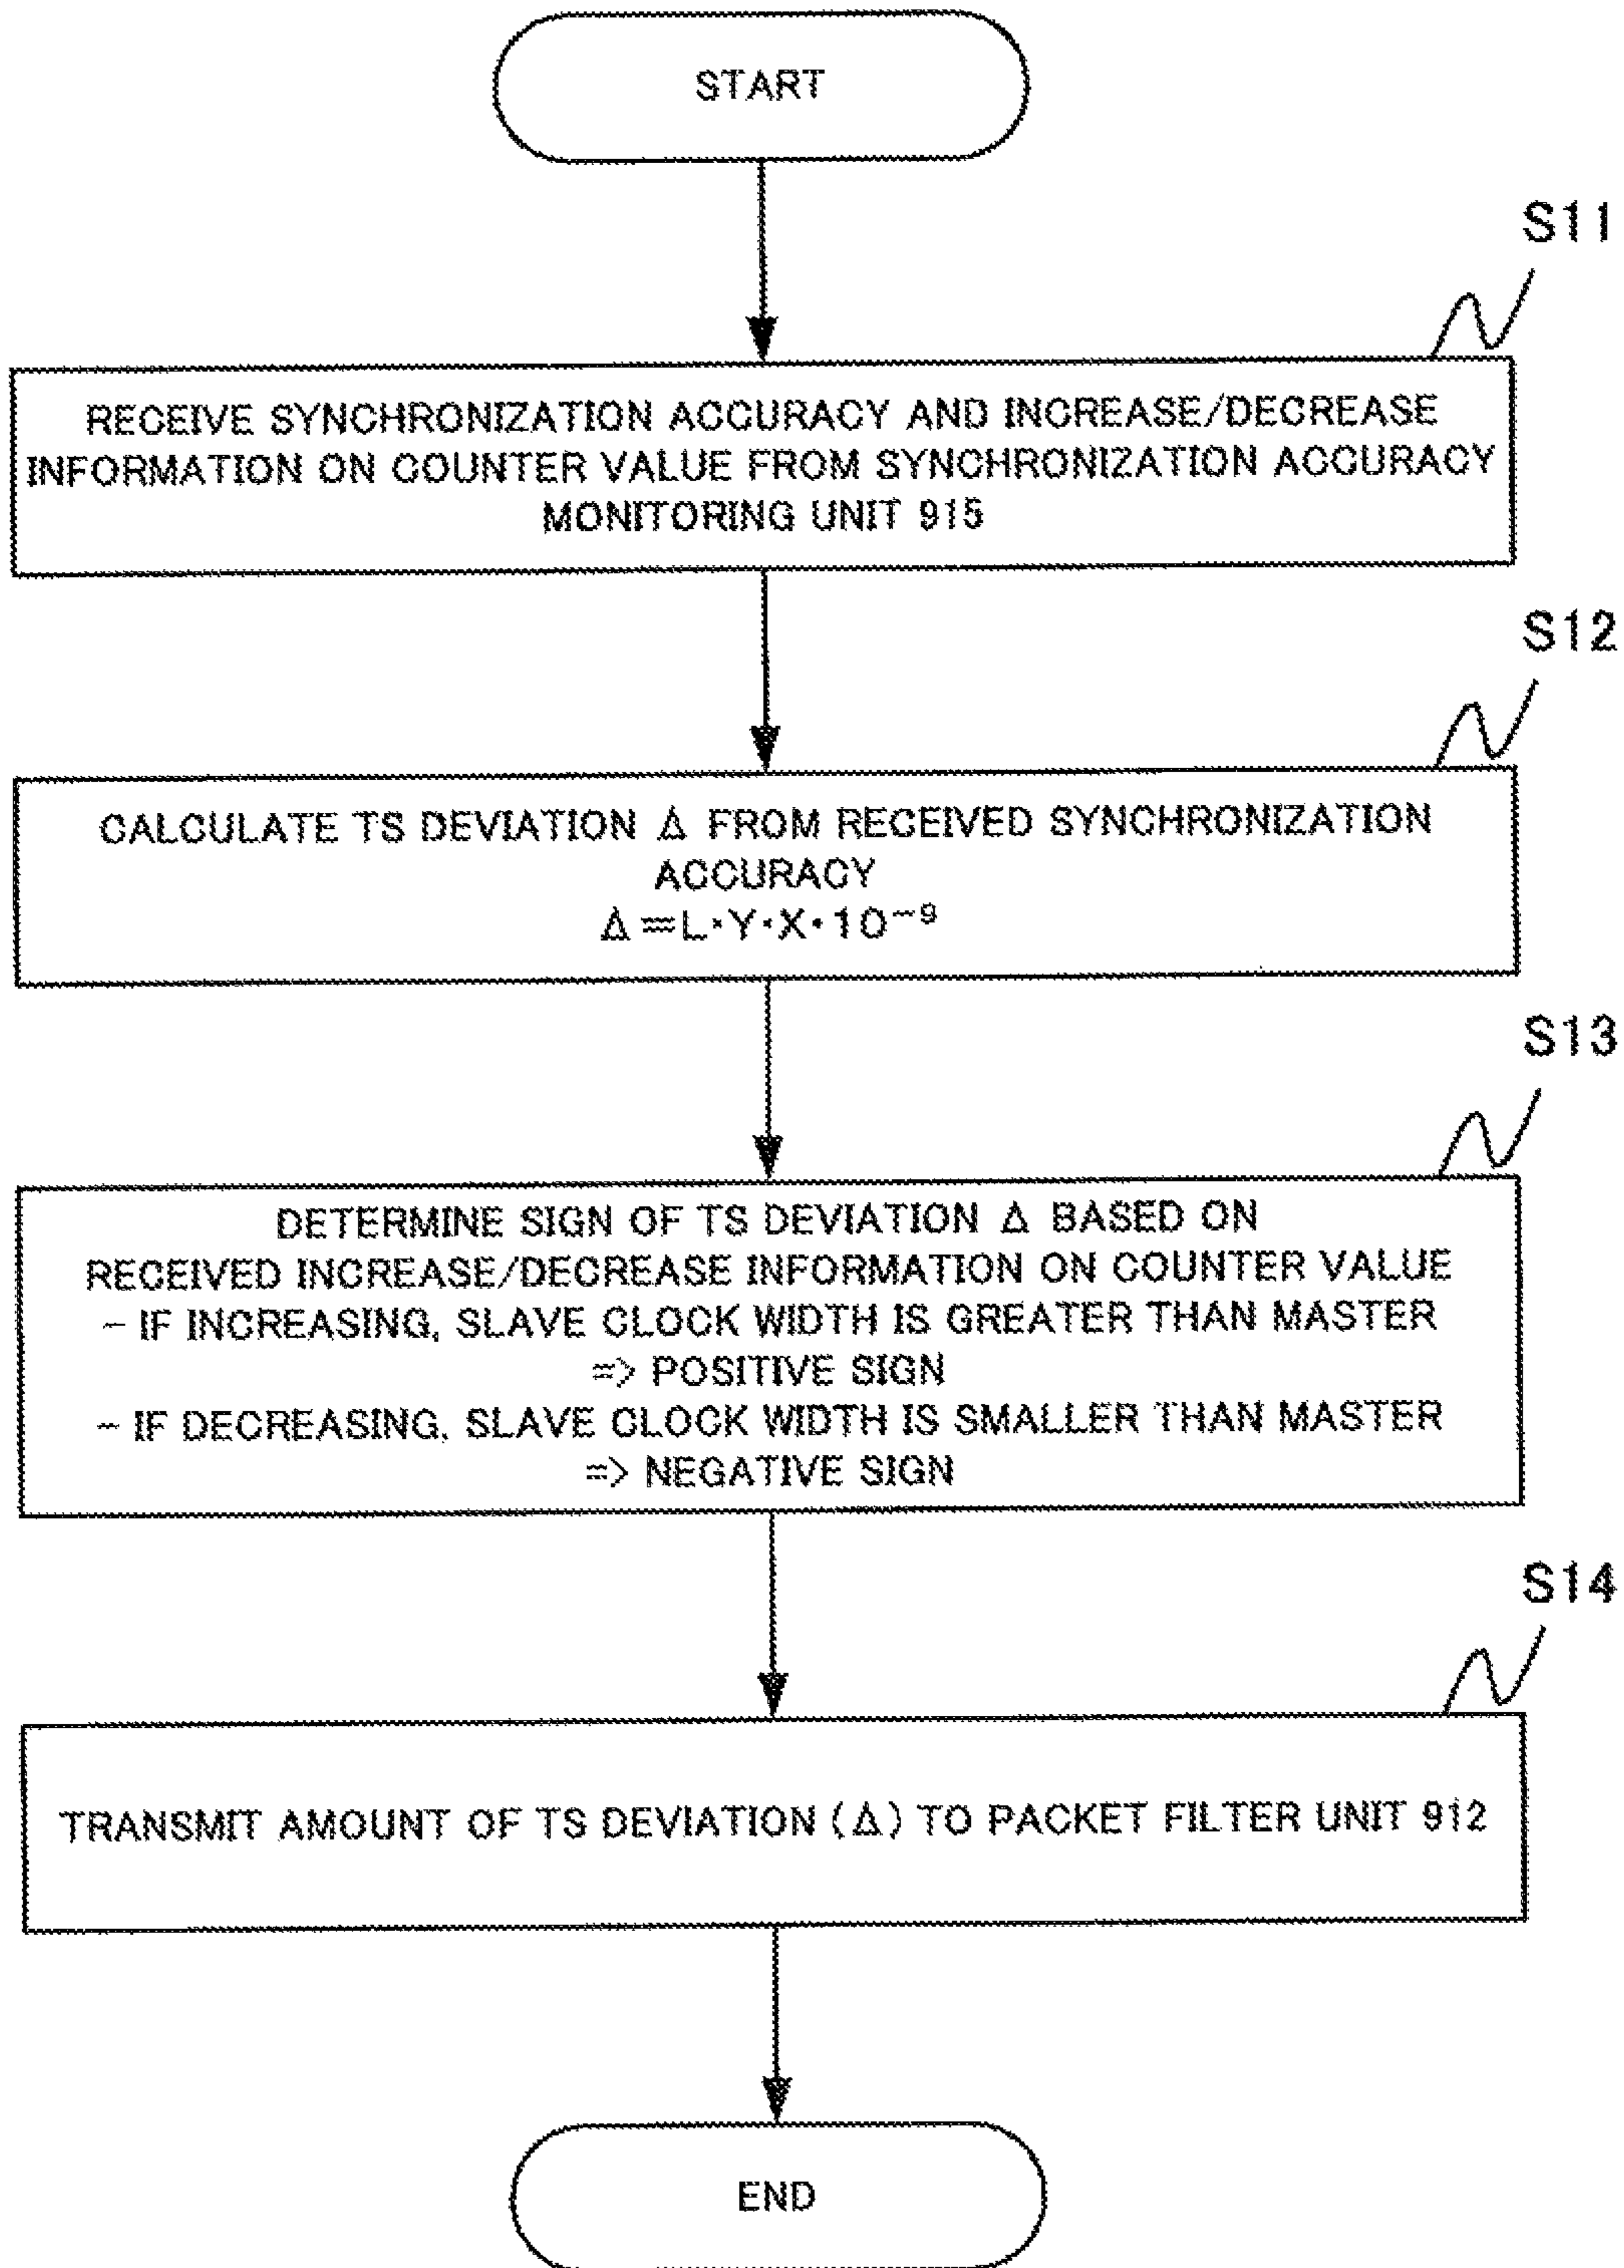 START
S11
RECEIVE SYNCHRONIZATION ACCURACY AND INCREASE/DECREASE
INFORMATION ON COUNTER VALUE FROM SYNCHRONIZATION ACCURACY
MONITORING UNIT 915
S12
CALCULATE TS DEVIATION Δ FROM RECEIVED SYNCHRONIZATION
ACCURACY
Δ=L·Y·X·10⁻⁹
S13
DETERMINE SIGN OF TS DEVIATION Δ BASED ON
RECEIVED INCREASE/DECREASE INFORMATION ON COUNTER VALUE
- IF INCREASING, SLAVE CLOCK WIDTH IS GREATER THAN MASTER
=> POSITIVE SIGN
- IF DECREASING, SLAVE CLOCK WIDTH IS SMALLER THAN MASTER
=> NEGATIVE SIGN
S14
TRANSMIT AMOUNT OF TS DEVIATION (Δ) TO PACKET FILTER UNIT 912
END